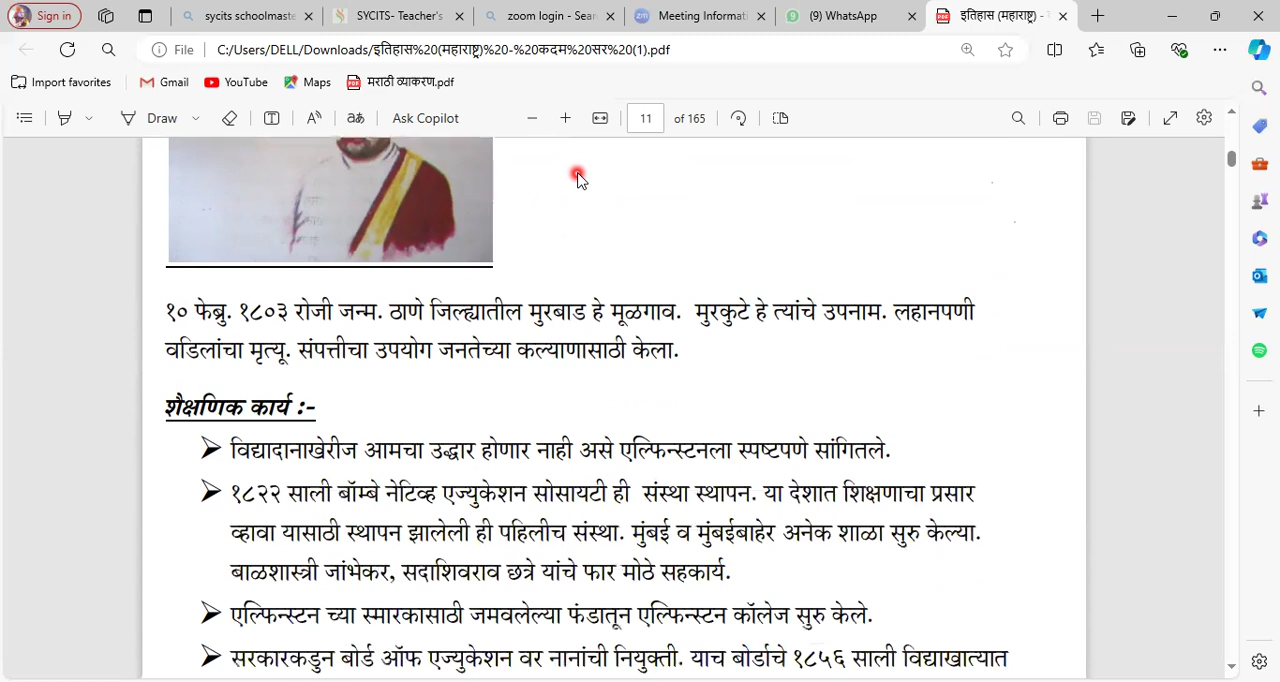 Sign in
sycits schoolmaste
SYCITS- Teacher's
zoom login - Sear
Meeting Informati
(9) WhatsApp
इतिहास (महाराष्ट्र) -
File
C:/Users/DELL/Downloads/इतिहास%20(महाराष्ट्र)%20-%20कदम%20सर%20(1).pdf
Import favorites
Gmail
YouTube
Maps
मराठी व्याकरण.pdf
Draw
Ask Copilot
11 of 165
१० फेब्रु. १८०३ रोजी जन्म. ठाणे जिल्ह्यातील मुरबाड हे मूळगाव. मुरकुटे हे त्यांचे उपनाम. लहानपणी
वडिलांचा मृत्यू. संपत्तीचा उपयोग जनतेच्या कल्याणासाठी केला.
शैक्षणिक कार्य :-
विद्यादानाखेरीज आमचा उद्धार होणार नाही असे एल्फिन्स्टनला स्पष्टपणे सांगितले.
१८२२ साली बॉम्बे नेटिव्ह एज्युकेशन सोसायटी ही संस्था स्थापन. या देशात शिक्षणाचा प्रसार
व्हावा यासाठी स्थापन झालेली ही पहिलीच संस्था. मुंबई व मुंबईबाहेर अनेक शाळा सुरु केल्या.
बाळशास्त्री जांभेकर, सदाशिवराव छत्रे यांचे फार मोठे सहकार्य.
एल्फिन्स्टन च्या स्मारकासाठी जमवलेल्या फंडातून एल्फिन्स्टन कॉलेज सुरु केले.
सरकारकडुन बोर्ड ऑफ एज्युकेशन वर नानांची नियुक्ती. याच बोर्डाचे १८५६ साली विद्याखात्यात